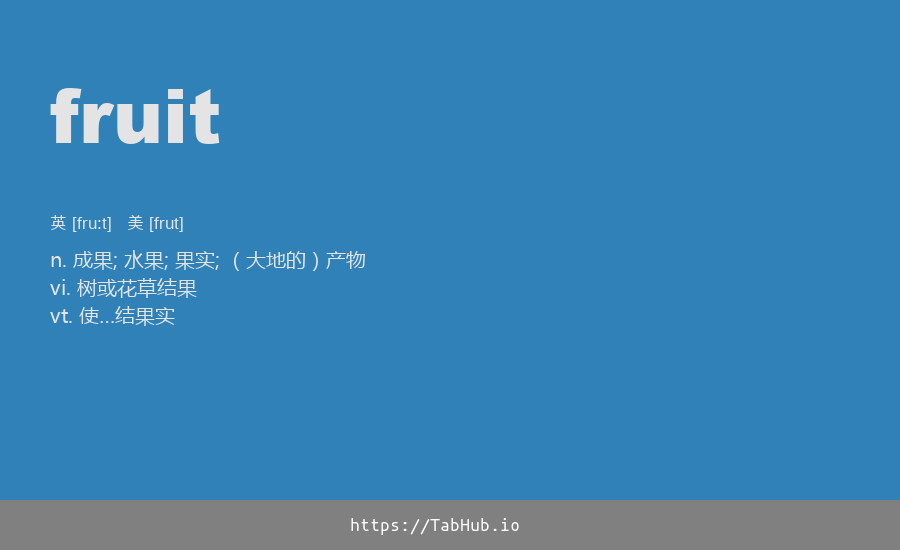 fruit
英 [fruːt] 美 [frut]
n. 成果; 水果; 果实; （大地的）产物
vi. 树或花草结果
vt. 使...结果实
https://TabHub.io